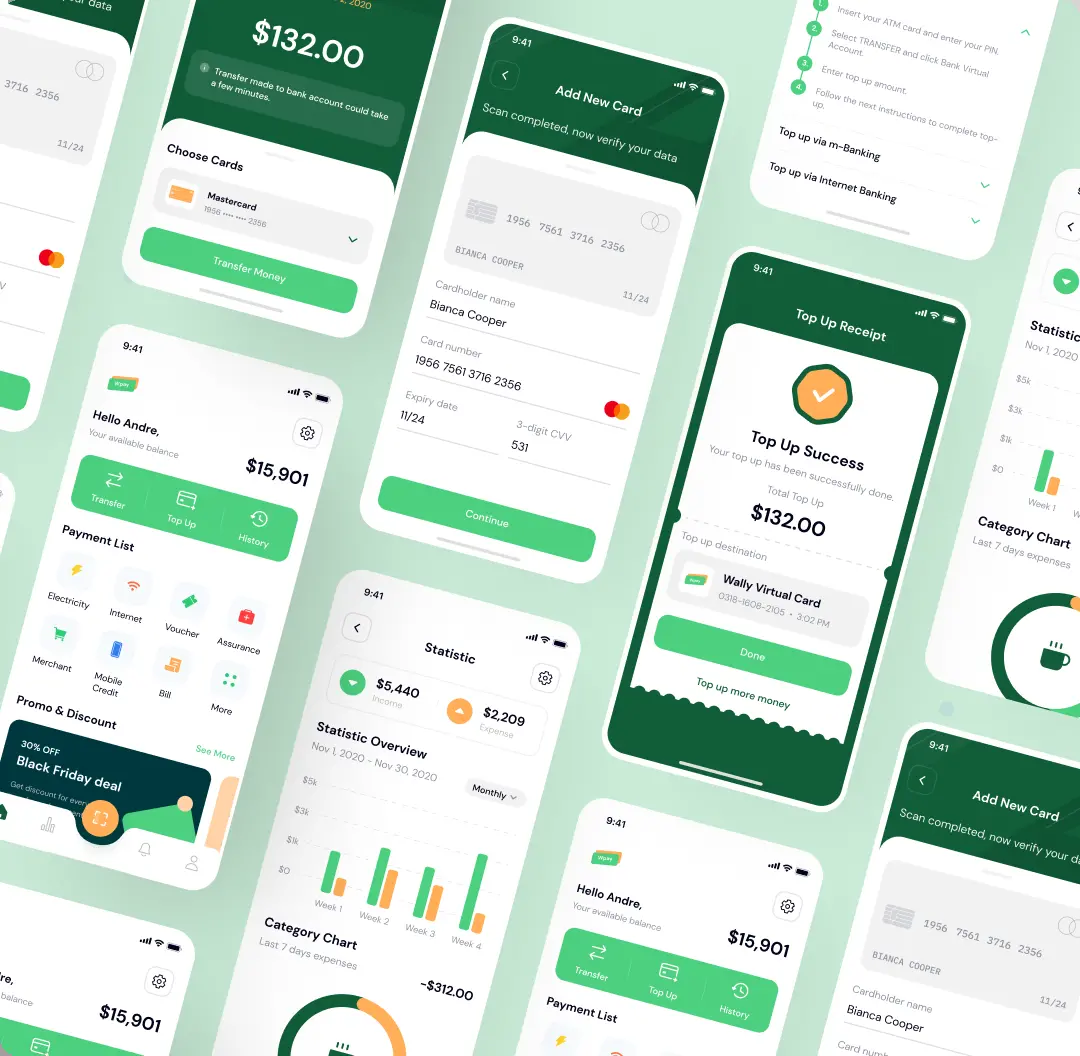 your data
3716 2356
11/24
V
2, 2020
$132.00
Transfer made to bank account could take
a few minutes.
Choose Cards
Mastercard
1956 •••• •••• 2356
Transfer Money
9:41
Add New Card
Scan completed, now verify your data
1956 7561 3716 2356
BIANCA COOPER
11/24
Cardholder name
Bianca Cooper
Card number
1956 7561 3716 2356
Expiry date
3-digit CVV
11/24
531
Continue
1.
Insert your ATM card and enter your PIN.
2.
Select TRANSFER and click Bank Virtual
Account.
3.
Enter top up amount.
4.
Follow the next instructions to complete top-
up.
Top up via m-Banking
Top up via Internet Banking
9:41
Hello Andre,
Your available balance
$15,901
Transfer
Top Up
History
Payment List
Electricity
Internet
Voucher
Assurance
Merchant
Mobile
Credit
Bill
More
Promo & Discount
See More
30% OFF
Black Friday deal
Get discount for every
9:41
Statistic
$5,440
Income
$2,209
Expense
Statistic Overview
Nov 1, 2020 - Nov 30, 2020
Monthly
$5k
$3k
$1k
$0
Week 1
Week 2
Week 3
Week 4
Category Chart
Last 7 days expenses
-$312.00
9:41
Top Up Receipt
Top Up Success
Your top up has been successfully done.
Total Top Up
$132.00
Top up destination
Wally Virtual Card
0318-1608-2105 • 3:02 PM
Done
Top up more money
Statistic
Nov 1, 2020
$5k
$3k
$1k
$0
Week 1
Category Chart
Last 7 days expenses
dre,
balance
$15,901
9:41
Hello Andre,
Your available balance
$15,901
Transfer
Top Up
History
Payment List
9:41
Add New Card
Scan completed, now verify your da
1956 7561 3716 2356
BIANCA COOPER
11/24
Cardholder name
Bianca Cooper
Card number